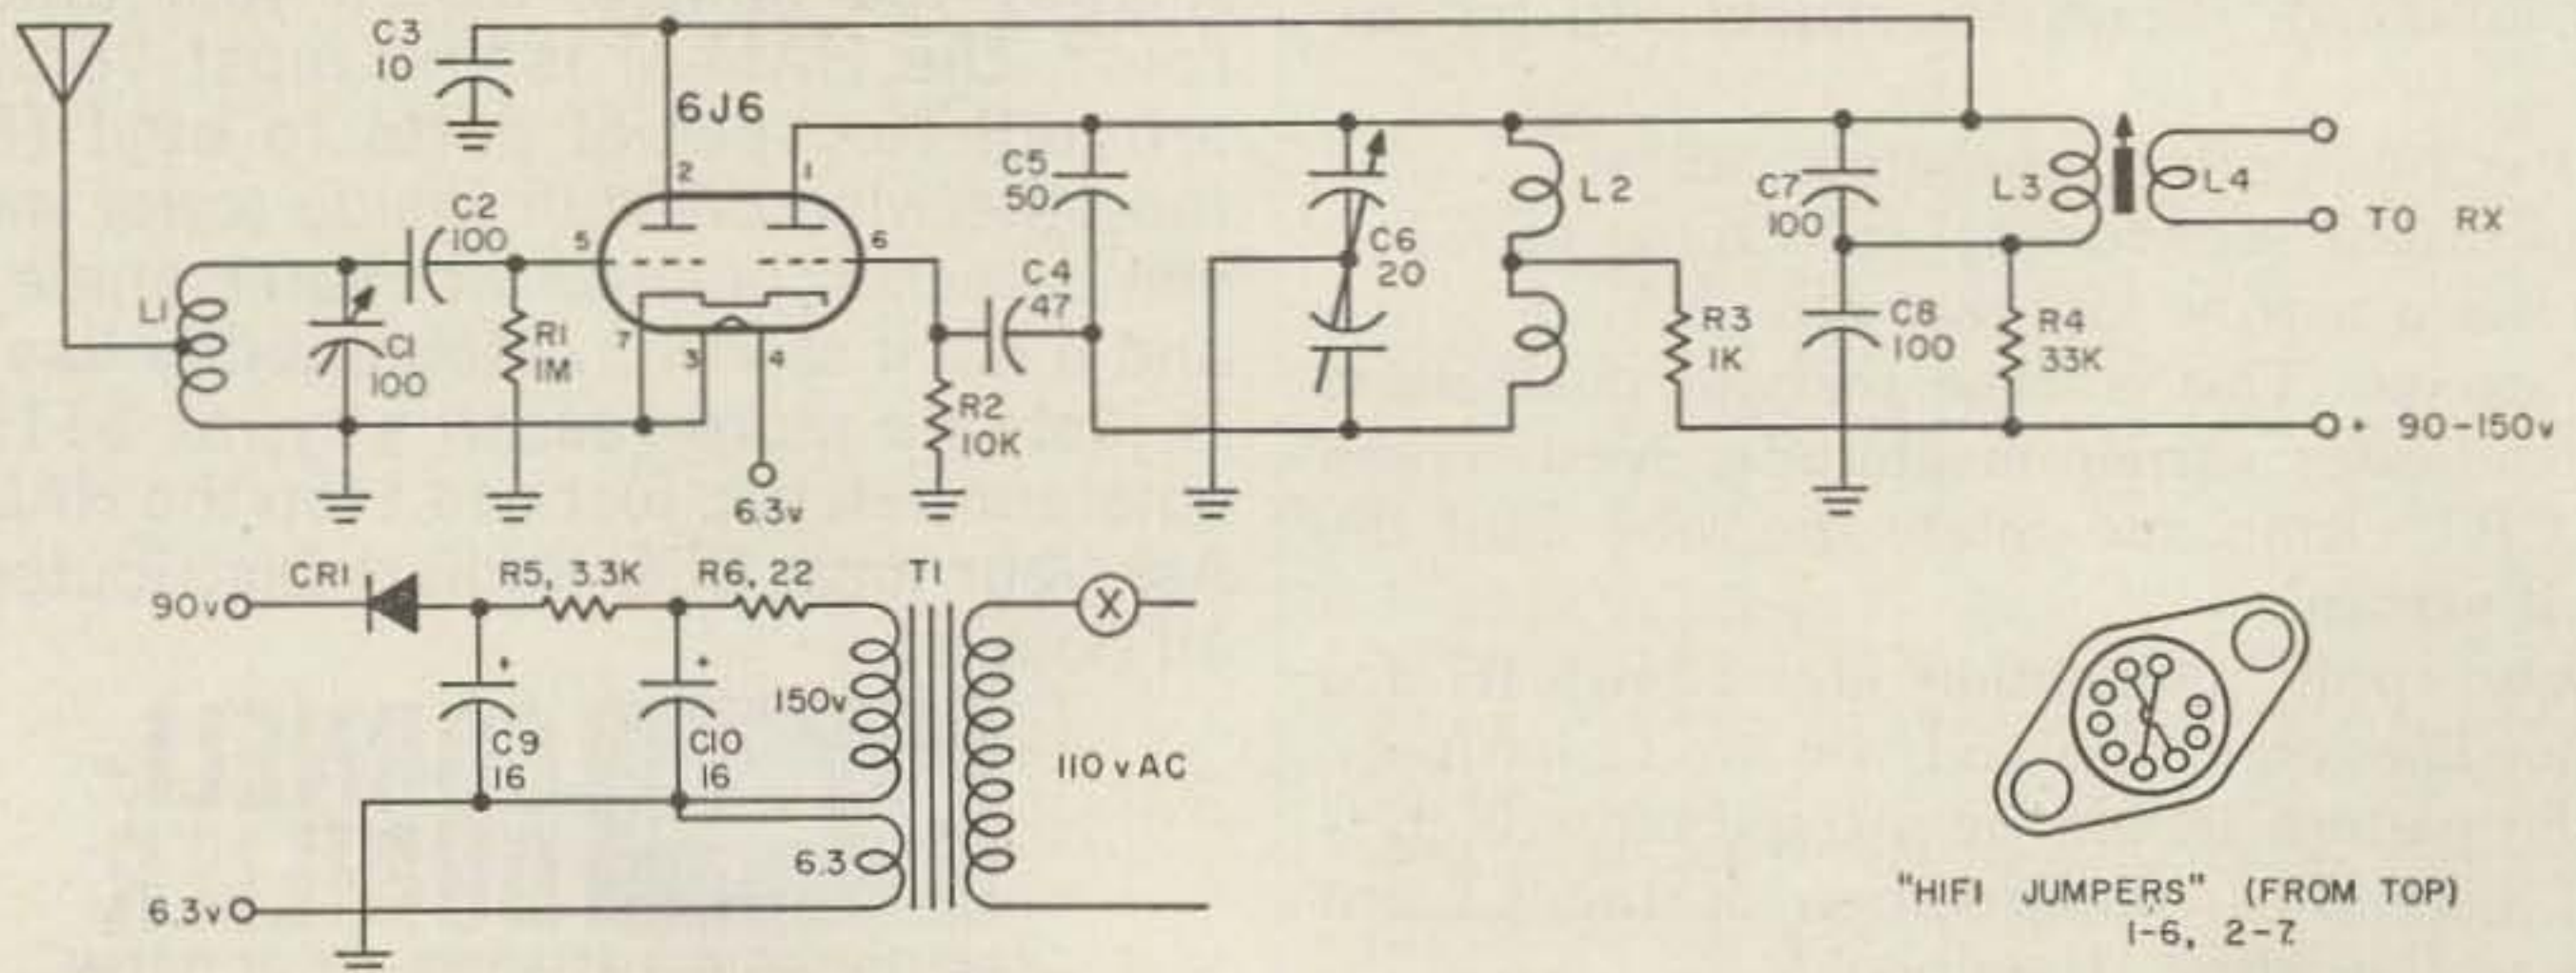 C3
10
6J6
2
1
C5
50
C7
100
L3
L4
TO RX
L2
C2
100
5
6
C6
20
L1
C1
100
R1
1M
7
3
4
C4
47
R2
10K
R3
1K
C8
100
R4
33K
+ 90-150v
6.3v
CR1
R5, 3.3K
R6, 22
T1
90v
X
+
+
150v
C9
16
C10
16
110 v AC
6.3
6.3v
"HIFI JUMPERS" (FROM TOP)
1-6, 2-7.